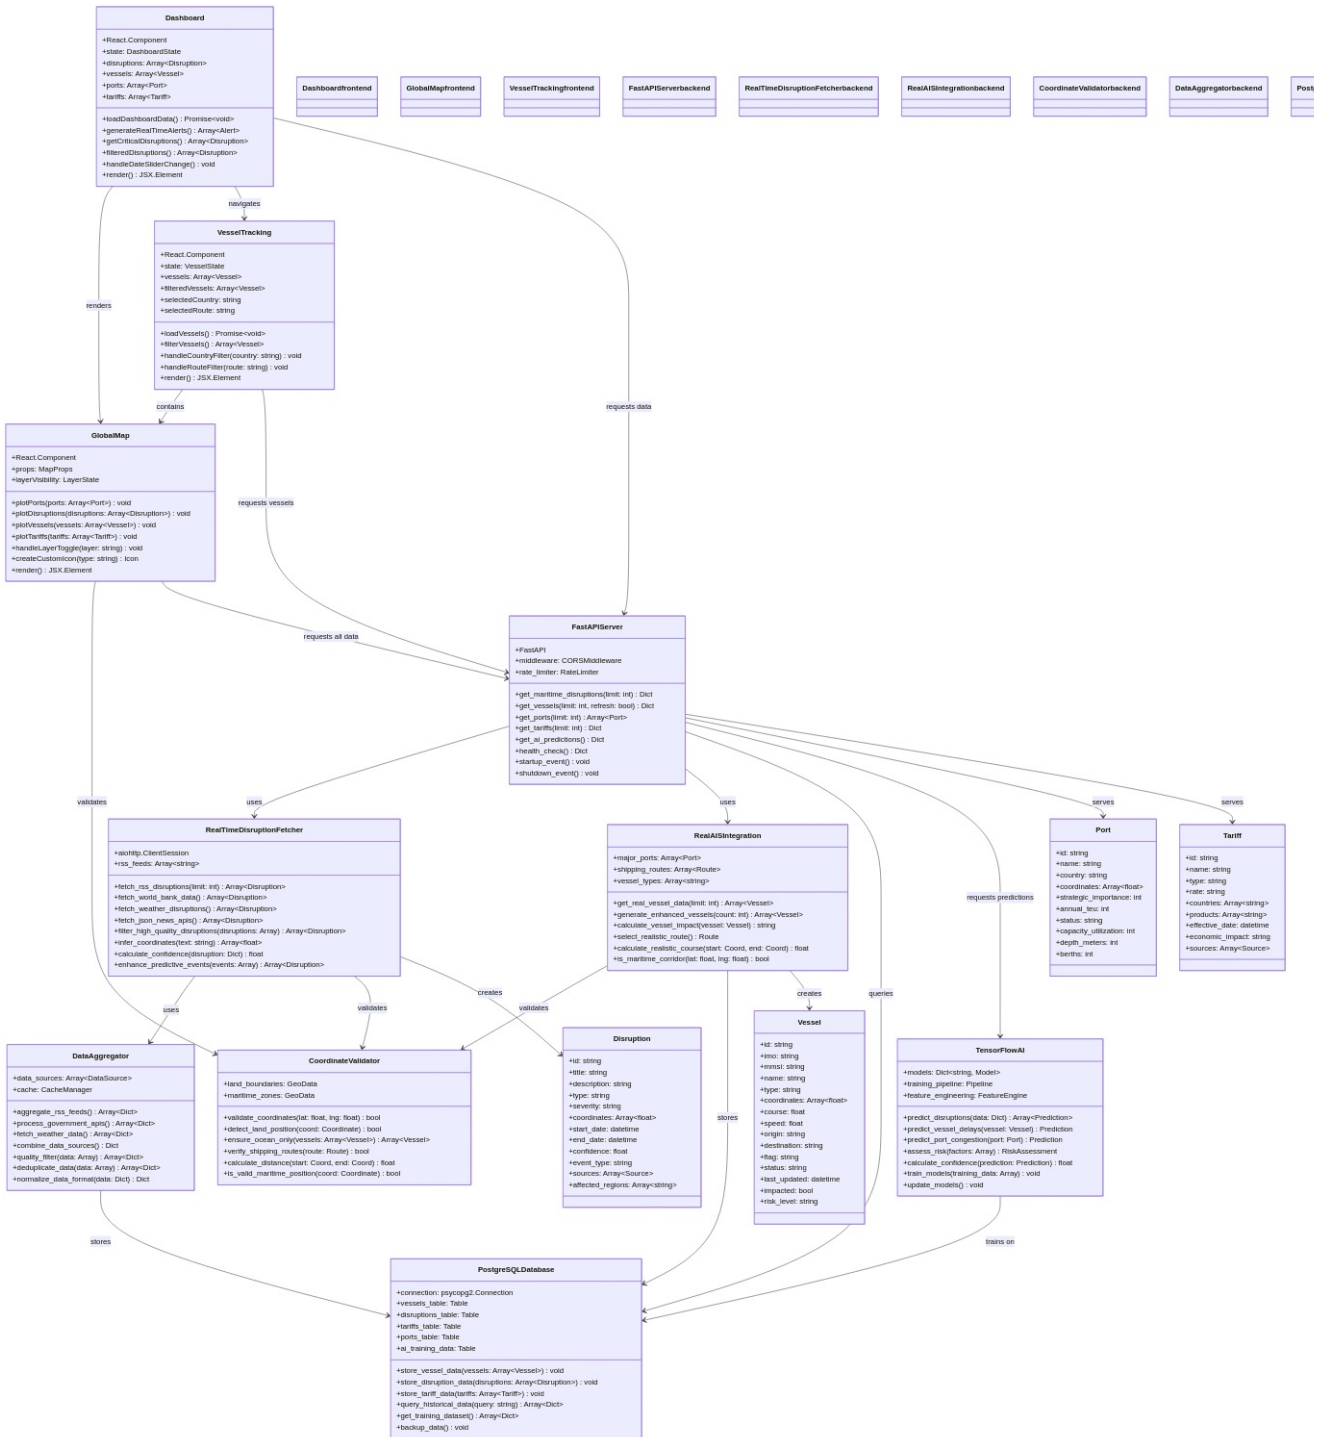 Dashboard
+React.Component
+state: DashboardState
+disruptions: Array<Disruption>
+vessels: Array<Vessel>
+ports: Array<Port>
+tariffs: Array<Tariff>
+loadDashboardData() : Promise<void>
+generateRealTimeAlerts() : Array<Alert>
+getCriticalDisruptions() : Array<Disruption>
+filteredDisruptions() : Array<Disruption>
+handleDateSliderChange() : void
+render() : JSX.Element
Dashboardfrontend
GlobalMapfrontend
VesselTrackingfrontend
FastAPIServerbackend
RealTimeDisruptionFetcherbackend
RealAISIntegrationbackend
CoordinateValidatorbackend
DataAggregatorbackend
navigates
VesselTracking
+React.Component
+state: VesselState
+vessels: Array<Vessel>
+filteredVessels: Array<Vessel>
+selectedCountry: string
+selectedRoute: string
+loadVessels() : Promise<void>
+filterVessels() : Array<Vessel>
+handleCountryFilter(country: string) : void
+handleRouteFilter(route: string) : void
+render() : JSX.Element
renders
contains
requests data
GlobalMap
+React.Component
+props: MapProps
+layerVisibility: LayerState
+plotPorts(ports: Array<Port>) : void
+plotDisruptions(disruptions: Array<Disruption>) : void
+plotVessels(vessels: Array<Vessel>) : void
+plotTariffs(tariffs: Array<Tariff>) : void
+handleLayerToggle(layer: string) : void
+createCustomIcon(type: string) : Icon
+render() : JSX.Element
requests vessels
requests all data
FastAPIServer
+FastAPI
+middleware: CORSMiddleware
+rate_limiter: RateLimiter
+get_maritime_disruptions(limit: int) : Dict
+get_vessels(limit: int, refresh: bool) : Dict
+get_ports(limit: int) : Array<Port>
+get_tariffs(limit: int) : Dict
+get_ai_predictions() : Dict
+health_check() : Dict
+startup_event() : void
+shutdown_event() : void
validates
uses
uses
serves
serves
RealTimeDisruptionFetcher
+aiohttp.ClientSession
+rss_feeds: Array<string>
+fetch_rss_disruptions(limit: int) : Array<Disruption>
+fetch_world_bank_data() : Array<Disruption>
+fetch_weather_disruptions() : Array<Disruption>
+fetch_json_news_apis() : Array<Disruption>
+filter_high_quality_disruptions(disruptions: Array) : Array<Disruption>
+infer_coordinates(text: string) : Array<float>
+calculate_confidence(disruption: Dict) : float
+enhance_predictive_events(events: Array) : Array<Disruption>
RealAISIntegration
+major_ports: Array<Port>
+shipping_routes: Array<Route>
+vessel_types: Array<string>
+get_real_vessel_data(limit: int) : Array<Vessel>
+generate_enhanced_vessels(count: int) : Array<Vessel>
+calculate_vessel_impact(vessel: Vessel) : string
+select_realistic_route() : Route
+calculate_realistic_course(start: Coord, end: Coord) : float
+is_maritime_corridor(lat: float, lng: float) : bool
requests predictions
Port
+id: string
+name: string
+country: string
+coordinates: Array<float>
+strategic_importance: int
+annual_teu: int
+status: string
+capacity_utilization: int
+depth_meters: int
+berths: int
Tariff
+id: string
+name: string
+type: string
+rate: string
+countries: Array<string>
+products: Array<string>
+effective_date: datetime
+economic_impact: string
+sources: Array<Source>
uses
validates
creates
validates
creates
queries
DataAggregator
+data_sources: Array<DataSource>
+cache: CacheManager
+aggregate_rss_feeds() : Array<Dict>
+process_government_apis() : Array<Dict>
+fetch_weather_data() : Array<Dict>
+combine_data_sources() : Dict
+quality_filter(data: Array) : Array<Dict>
+deduplicate_data(data: Array) : Array<Dict>
+normalize_data_format(data: Dict) : Dict
CoordinateValidator
+land_boundaries: GeoData
+maritime_zones: GeoData
+validate_coordinates(lat: float, lng: float) : bool
+detect_land_position(coord: Coordinate) : bool
+ensure_ocean_only(vessels: Array<Vessel>) : Array<Vessel>
+verify_shipping_routes(route: Route) : bool
+calculate_distance(start: Coord, end: Coord) : float
+is_valid_maritime_position(coord: Coordinate) : bool
Disruption
+id: string
+title: string
+description: string
+type: string
+severity: string
+coordinates: Array<float>
+start_date: datetime
+end_date: datetime
+confidence: float
+event_type: string
+sources: Array<Source>
+affected_regions: Array<string>
stores
Vessel
+id: string
+imo: string
+mmsi: string
+name: string
+type: string
+coordinates: Array<float>
+course: float
+speed: float
+origin: string
+destination: string
+flag: string
+status: string
+last_updated: datetime
+impacted: bool
+risk_level: string
TensorFlowAI
+models: Dict<string, Model>
+training_pipeline: Pipeline
+feature_engineering: FeatureEngine
+predict_disruptions(data: Dict) : Array<Prediction>
+predict_vessel_delays(vessel: Vessel) : Prediction
+predict_port_congestion(port: Port) : Prediction
+assess_risk(factors: Array) : RiskAssessment
+calculate_confidence(prediction: Prediction) : float
+train_models(training_data: Array) : void
+update_models() : void
stores
trains on
PostgreSQLDatabase
+connection: psycopg2.Connection
+vessels_table: Table
+disruptions_table: Table
+tariffs_table: Table
+ports_table: Table
+ai_training_data: Table
+store_vessel_data(vessels: Array<Vessel>) : void
+store_disruption_data(disruptions: Array<Disruption>) : void
+store_tariff_data(tariffs: Array<Tariff>) : void
+query_historical_data(query: string) : Array<Dict>
+get_training_dataset() : Array<Dict>
+backup_data() : void